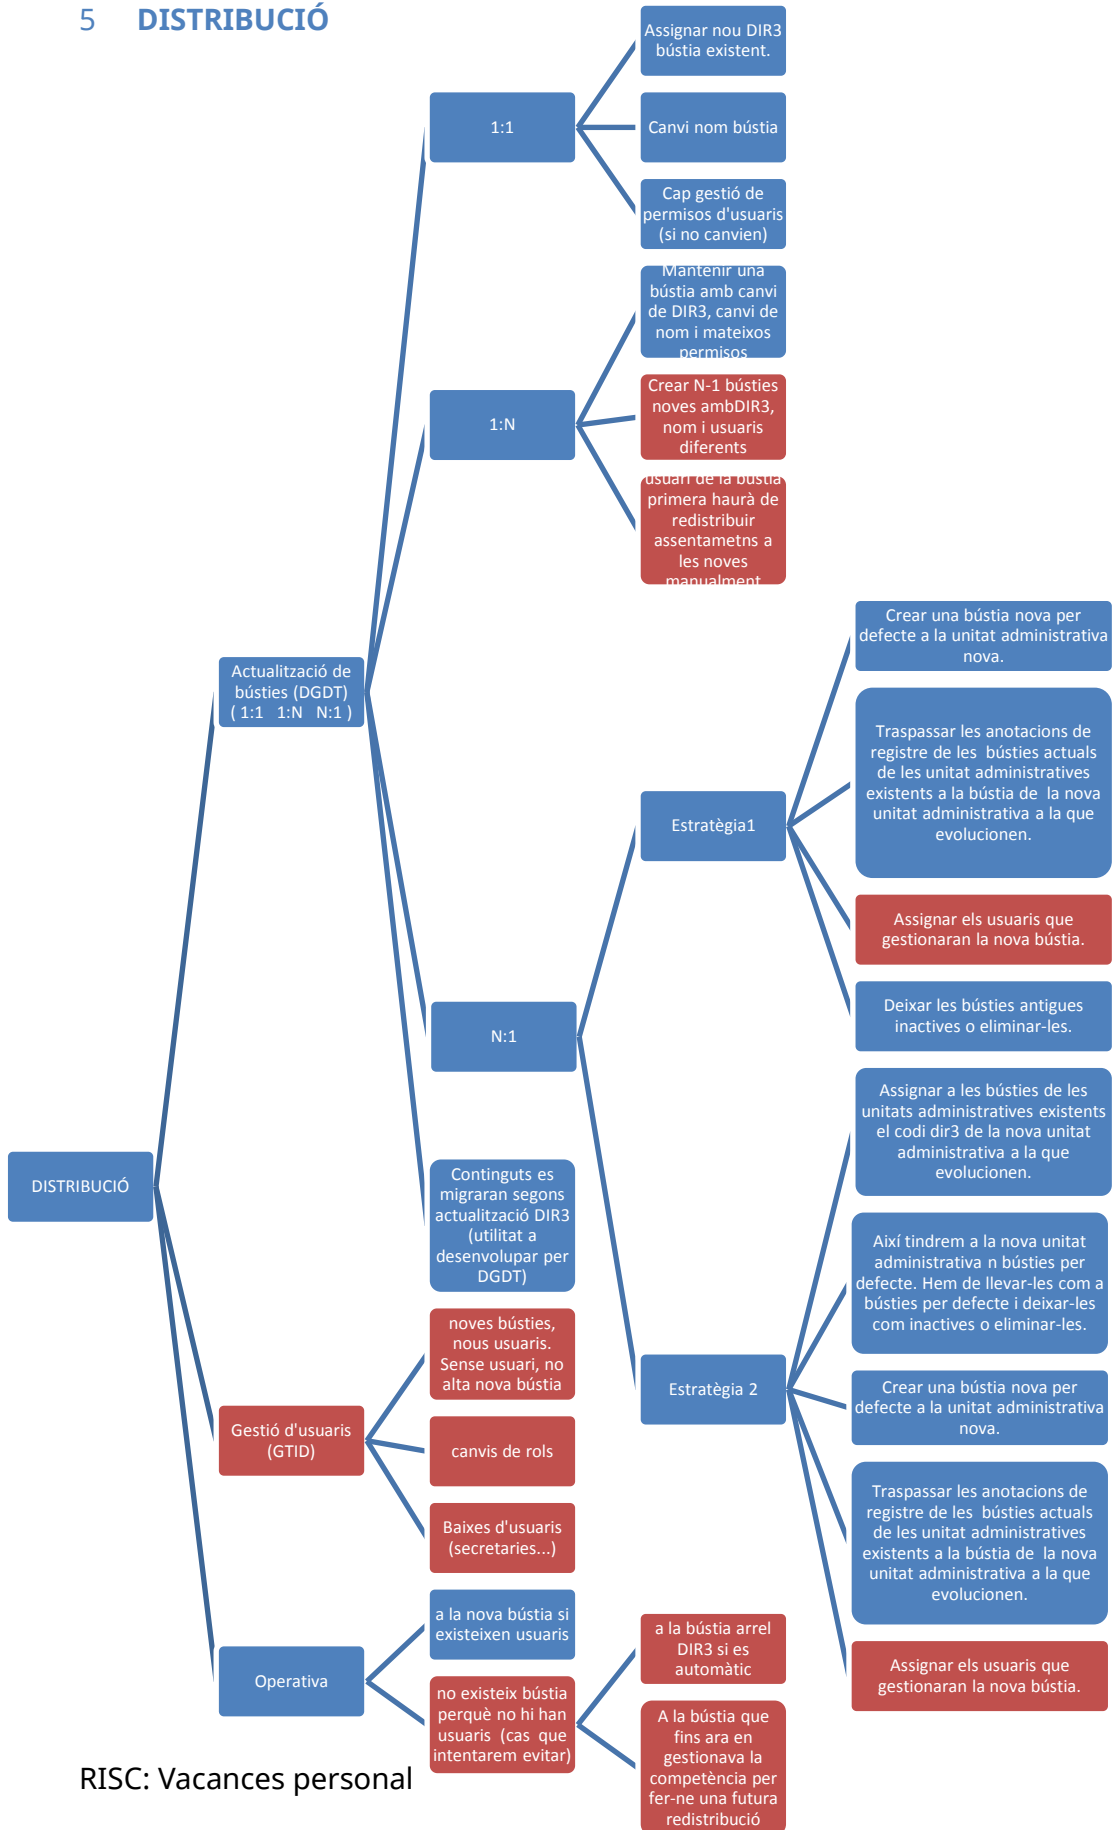 5 DISTRIBUCIÓ
Assignar nou DIR3
bústia existent.
1:1
Canvi nom bústia
Cap gestió de
permisos d'usuaris
(si no canvien)
Mantenir una
bústia amb canvi
de DIR3, canvi de
nom i mateixos
permisos
1:N
Crear N-1 bústies
noves ambDIR3,
nom i usuaris
diferents
usuari de la bústia
primera haurà de
redistribuir
assentametns a
les noves
manualment
Actualització de
bústies (DGDT)
( 1:1 1:N N:1 )
Crear una bústia nova per
defecte a la unitat administrativa
nova.
Traspassar les anotacions de
registre de les bústies actuals
de les unitat administratives
existents a la bústia de la nova
unitat administrativa a la que
evolucionen.
Estratègia1
Assignar els usuaris que
gestionaran la nova bústia.
Deixar les bústies antigues
inactives o eliminar-les.
N:1
Assignar a les bústies de les
unitats administratives existents
el codi dir3 de la nova unitat
administrativa a la que
evolucionen.
Així tindrem a la nova unitat
administrativa n bústies per
defecte. Hem de llevar-les com a
bústies per defecte i deixar-les
com inactives o eliminar-les.
Estratègia 2
Crear una bústia nova per
defecte a la unitat administrativa
nova.
Traspassar les anotacions de
registre de les bústies actuals
de les unitat administratives
existents a la bústia de la nova
unitat administrativa a la que
evolucionen.
Assignar els usuaris que
gestionaran la nova bústia.
Continguts es
migraran segons
actualització DIR3
(utilitat a
desenvolupar per
DGDT)
DISTRIBUCIÓ
noves bústies,
nous usuaris.
Sense usuari, no
alta nova bústia
Gestió d'usuaris
(GTID)
canvis de rols
Baixes d'usuaris
(secretaries...)
a la nova bústia si
existeixen usuaris
Operativa
no existeix bústia
perquè no hi han
usuaris (cas que
intentarem evitar)
a la bústia arrel
DIR3 si es
automàtic
A la bústia que
fins ara en
gestionava la
competència per
fer-ne una futura
redistribució
RISC: Vacances personal